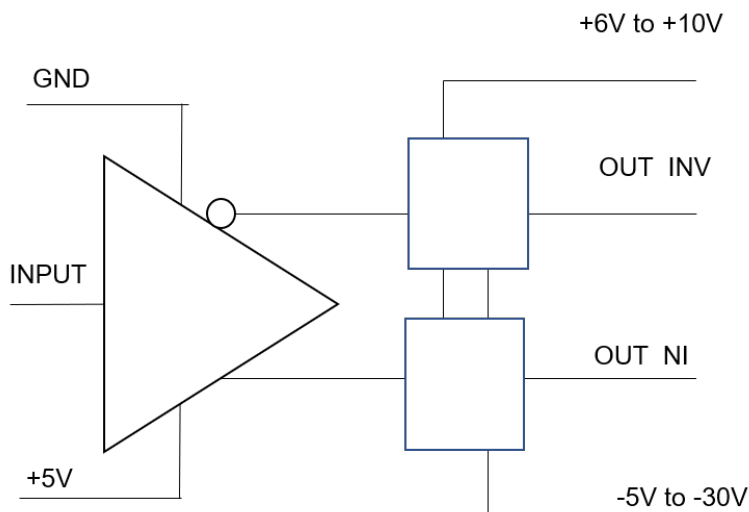 +6V to +10V
GND
OUT INV
INPUT
OUT NI
+5V
-5V to -30V